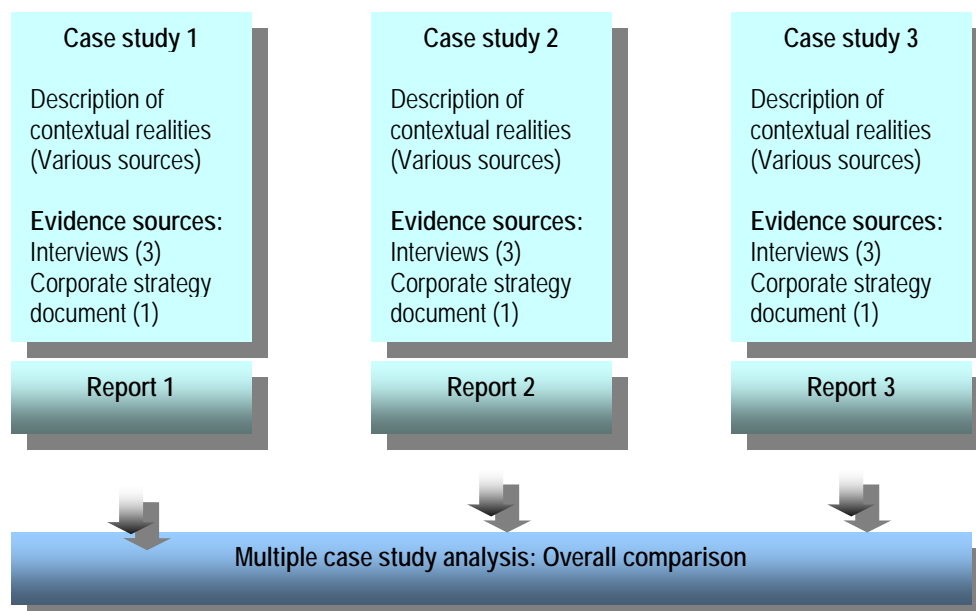 Case study 1
Description of
contextual realities
(Various sources)
Evidence sources:
Interviews (3)
Corporate strategy
document (1)
Report 1
Case study 2
Description of
contextual realities
(Various sources)
Evidence sources:
Interviews (3)
Corporate strategy
document (1)
Report 2
Case study 3
Description of
contextual realities
(Various sources)
Evidence sources:
Interviews (3)
Corporate strategy
document (1)
Report 3
Multiple case study analysis: Overall comparison